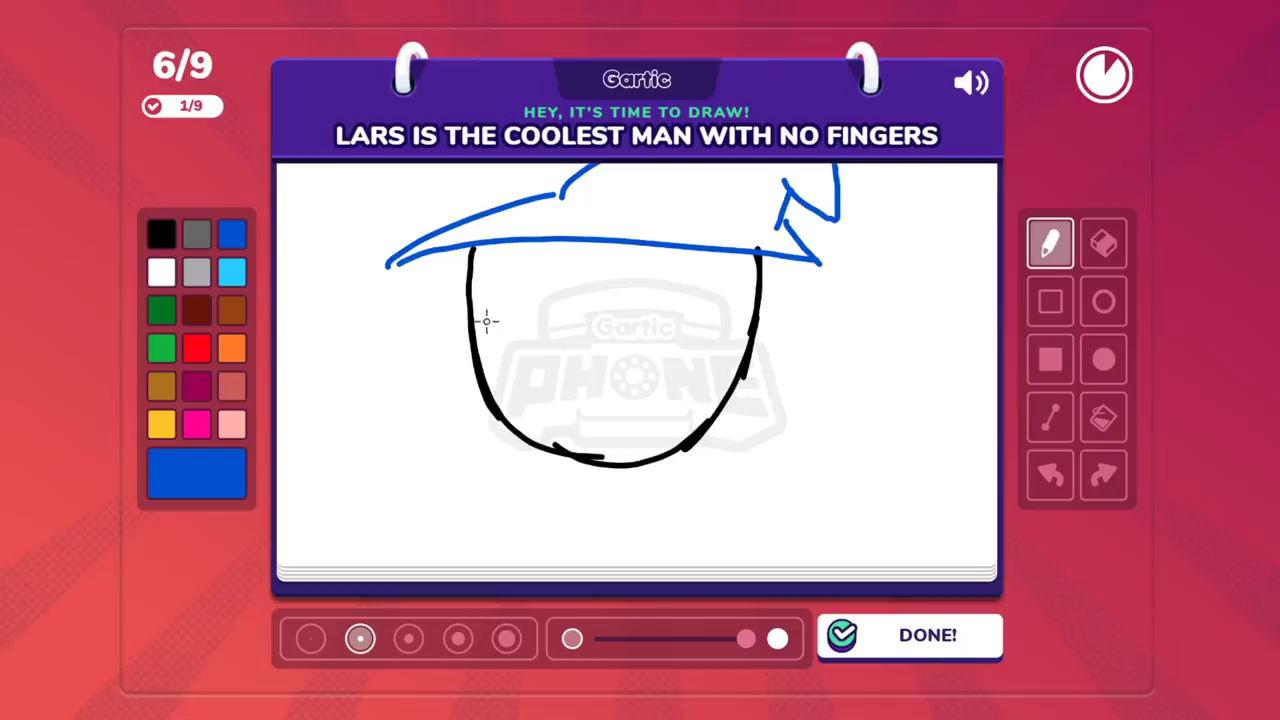 6/9
1/9
Gartic
HEY, IT'S TIME TO DRAW!
LARS IS THE COOLEST MAN WITH NO FINGERS
Gartic
PHONE
DONE!